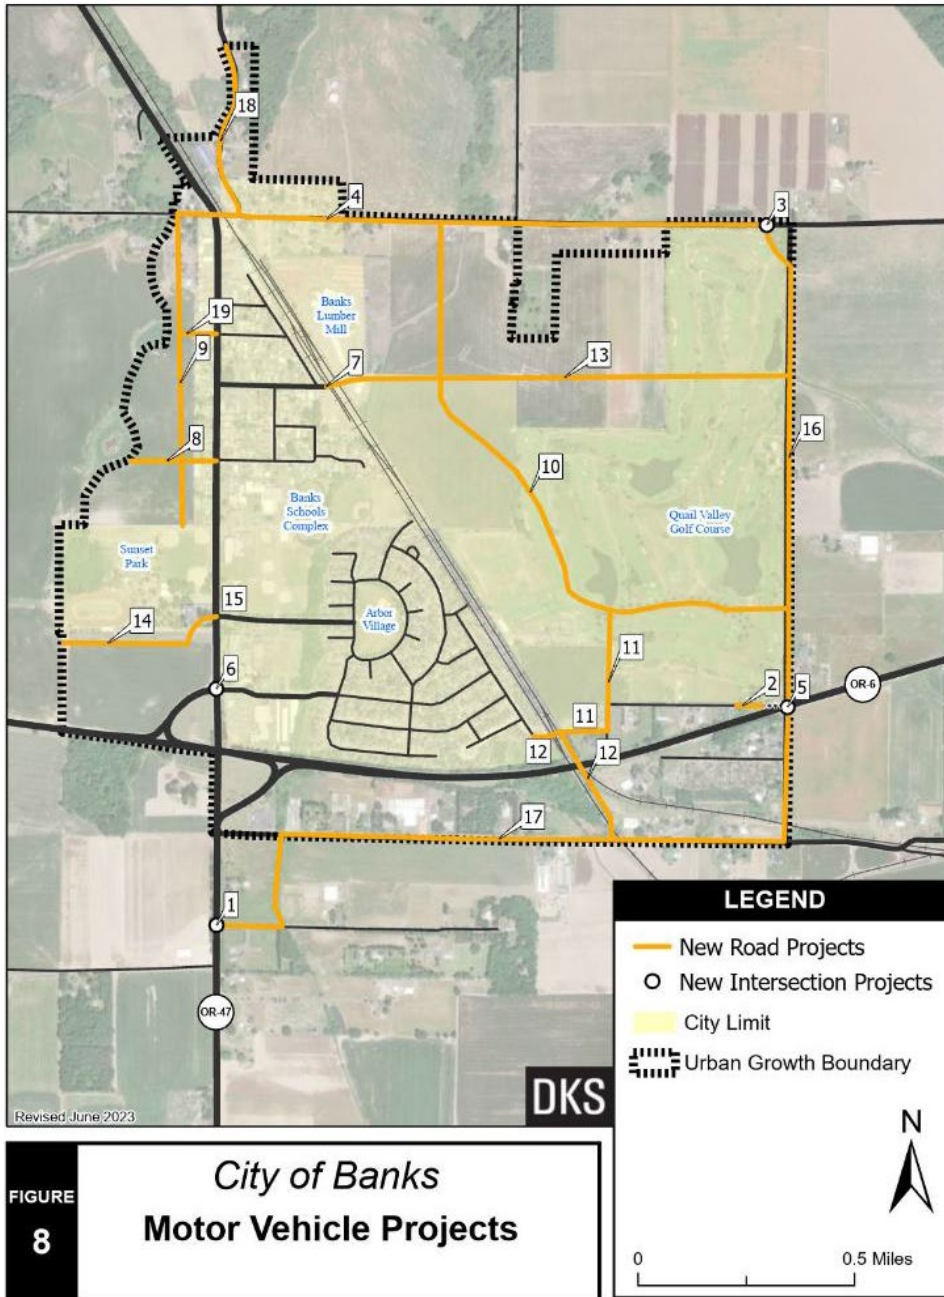 18
4
3
Banks
Lumber
Mill
19
9
7
13
8
16
10
Banks
Schools
Complex
Quail Valley
Golf Course
Sunset
Park
15
Arbor
Village
14
11
6
2
5
OR-6
11
12
12
17
1
OR-47
LEGEND
New Road Projects
New Intersection Projects
City Limit
Urban Growth Boundary
DKS
Revised June 2023
N
FIGURE
8
City of Banks
Motor Vehicle Projects
0
0.5 Miles